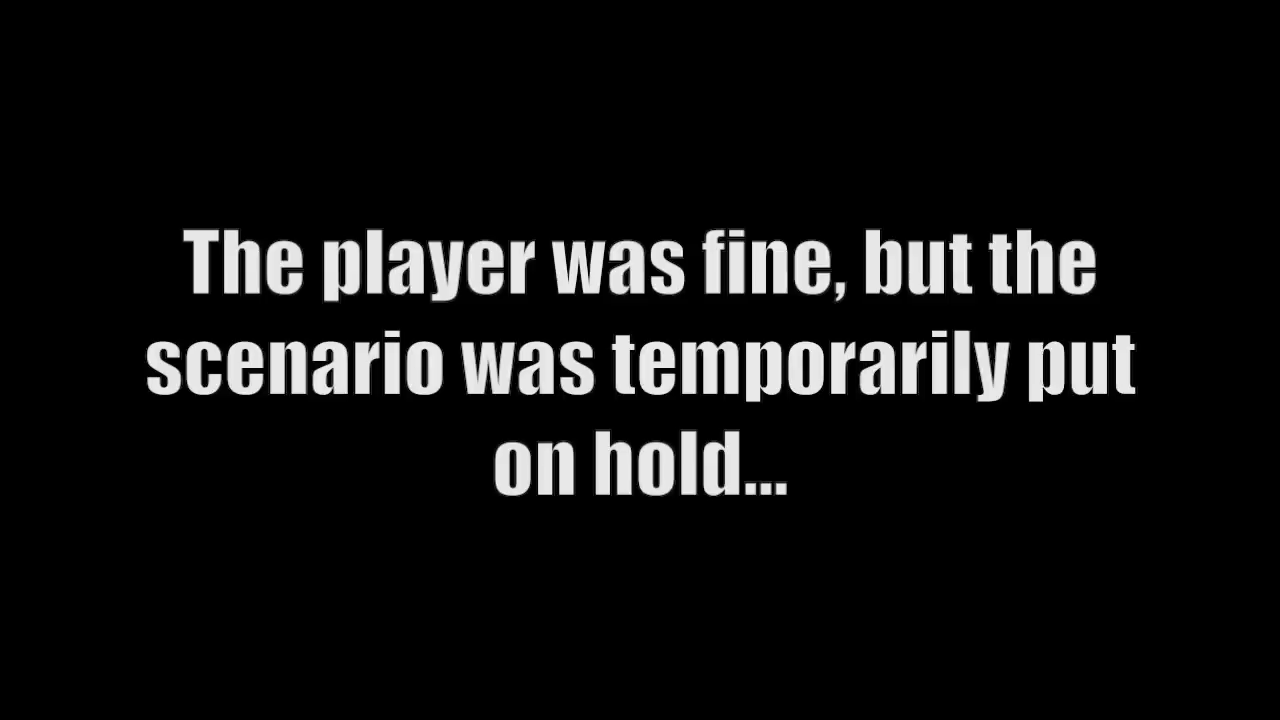 The player was fine, but the
scenario was temporarily put
on hold...